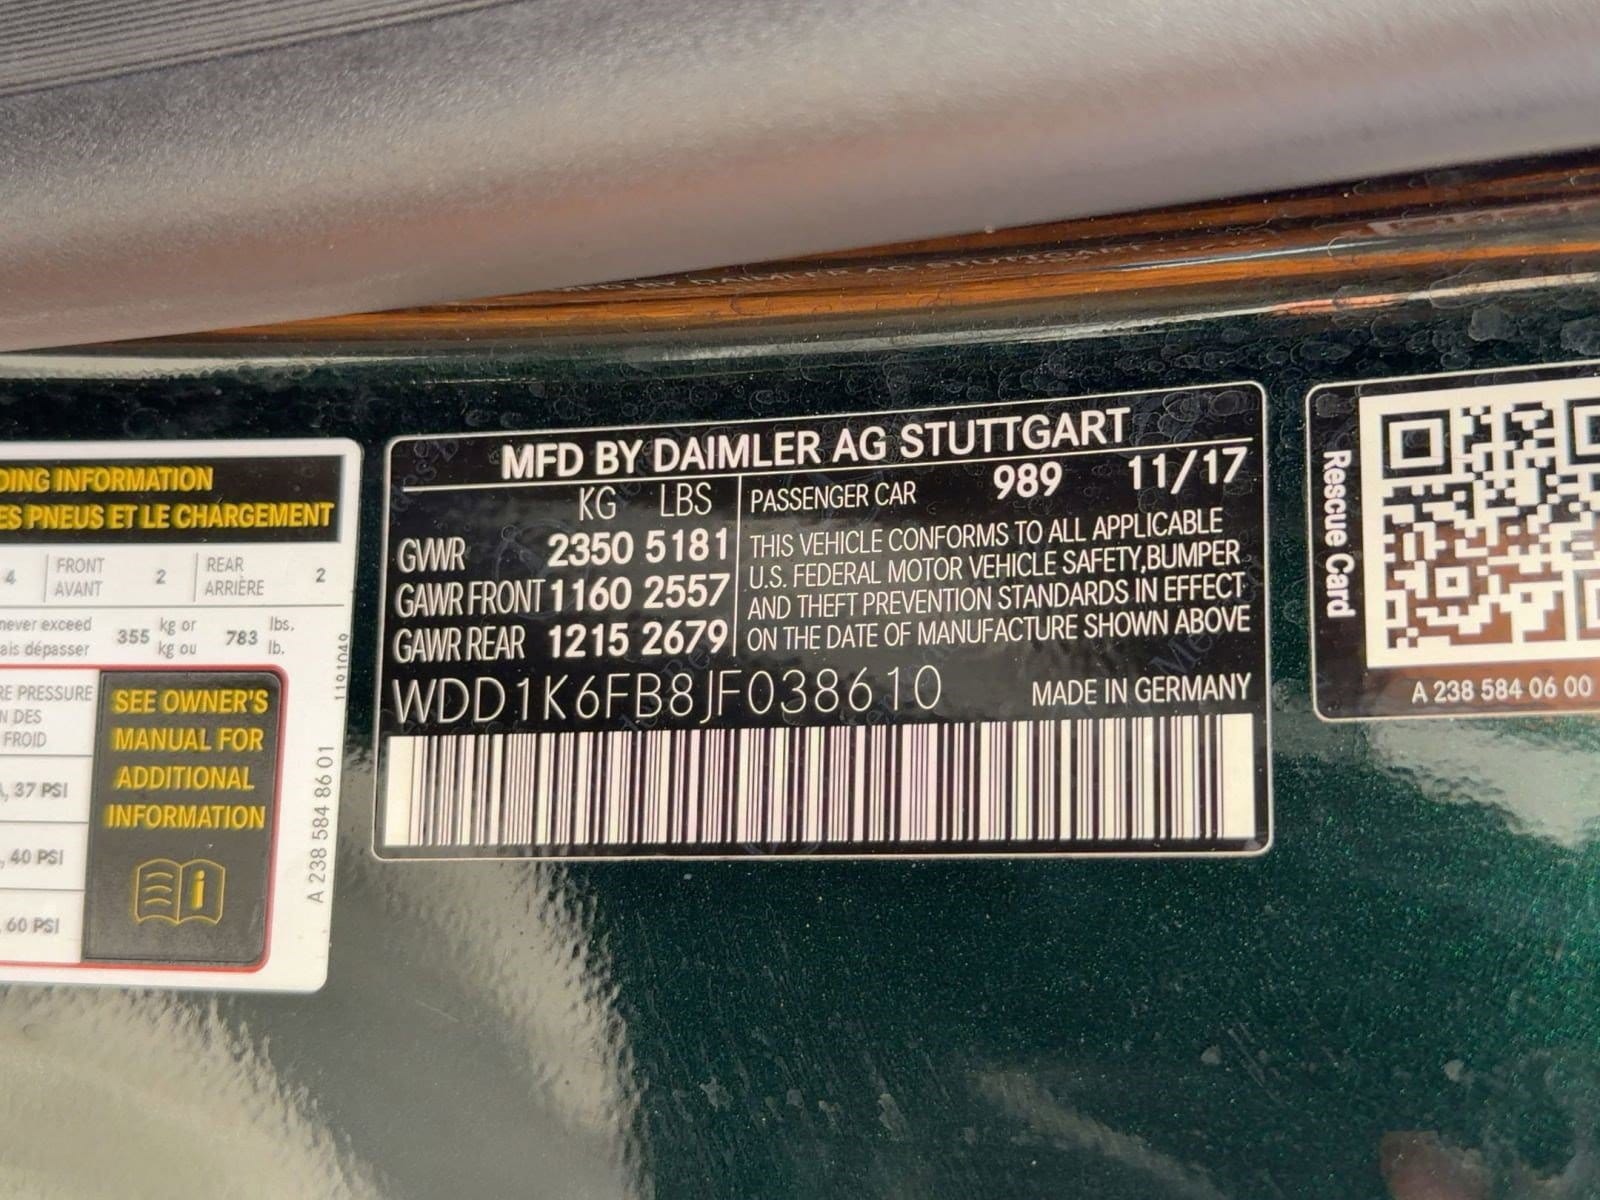 DING INFORMATION
ES PNEUS ET LE CHARGEMENT
4 FRONT AVANT 2 REAR ARRIÈRE 2
never exceed 355 kg or 783 lbs.
ais dépasser kg ou lb.
RE PRESSURE
N DES
FROID
, 37 PSI
, 40 PSI
, 60 PSI
SEE OWNER'S
MANUAL FOR
ADDITIONAL
INFORMATION
i
A 238 584 86 01
MFD BY DAIMLER AG STUTTGART
KG LBS PASSENGER CAR 989 11/17
GVWR 2350 5181
GAWR FRONT 1160 2557
GAWR REAR 1215 2679
THIS VEHICLE CONFORMS TO ALL APPLICABLE
U.S. FEDERAL MOTOR VEHICLE SAFETY,BUMPER
AND THEFT PREVENTION STANDARDS IN EFFECT
ON THE DATE OF MANUFACTURE SHOWN ABOVE
WDD1K6FB8JF038610 MADE IN GERMANY
Rescue Card
A 238 584 06 00